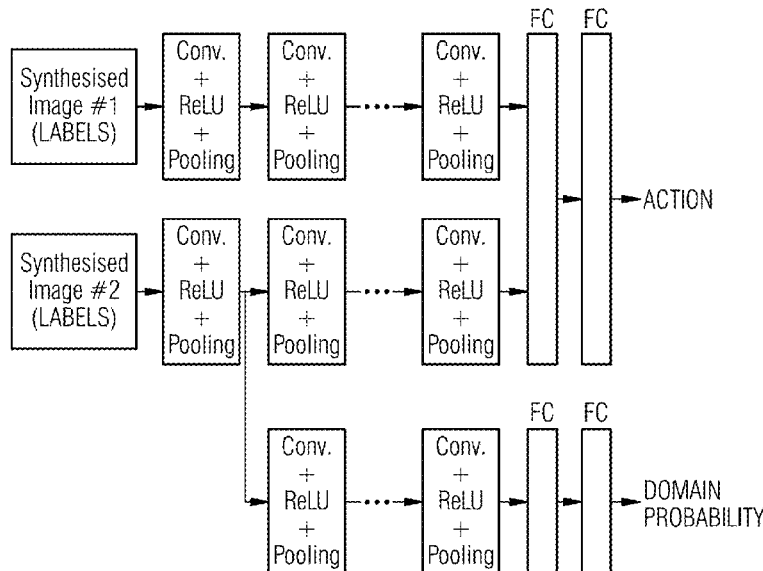 FC
FC
Synthesised
Image #1
(LABELS)
Conv.
+
ReLU
+
Pooling
Conv.
+
ReLU
+
Pooling
Conv.
+
ReLU
+
Pooling
ACTION
Synthesised
Image #2
(LABELS)
Conv.
+
ReLU
+
Pooling
Conv.
+
ReLU
+
Pooling
Conv.
+
ReLU
+
Pooling
FC
FC
Conv.
+
ReLU
+
Pooling
Conv.
+
ReLU
+
Pooling
DOMAIN
PROBABILITY